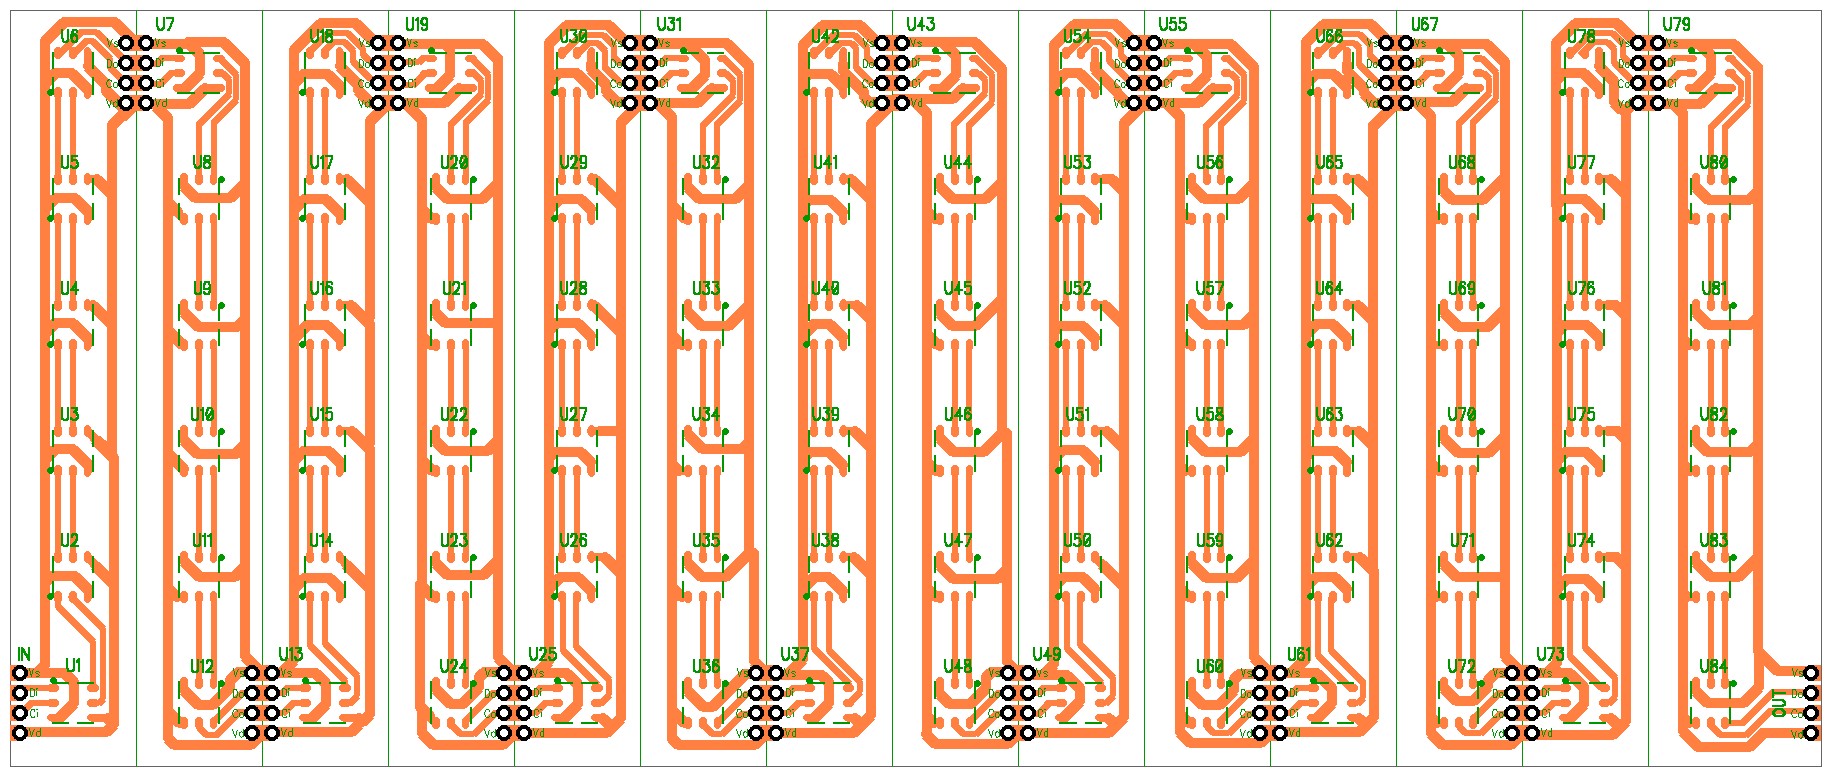 U6 U7 U18 U19 U30 U31 U42 U43 U54 U55 U66 U67 U78 U79
Vs Vs Vs Vs Vs Vs Vs Vs Vs Vs Vs Vs Vs Vs
Do Di Do Di Do Di Do Di Do Di Do Di Do Di
Co Ci Co Ci Co Ci Co Ci Co Ci Co Ci Co Ci
Vd Vd Vd Vd Vd Vd Vd Vd Vd Vd Vd Vd Vd Vd
U5 U8 U17 U20 U29 U32 U41 U44 U53 U56 U65 U68 U77 U80
U4 U9 U16 U21 U28 U33 U40 U45 U52 U57 U64 U69 U76 U81
U3 U10 U15 U22 U27 U34 U39 U46 U51 U58 U63 U70 U75 U82
U2 U11 U14 U23 U26 U35 U38 U47 U50 U59 U62 U71 U74 U83
IN U1 U12 U13 U24 U25 U36 U37 U48 U49 U60 U61 U72 U73 U84
Vs Vs Vs Vs Vs Vs Vs Vs Vs Vs Vs Vs Vs Vs
Di Do Di Do Di Do Di Do Di Do Di Do Di Do
OUT
Ci Co Ci Co Ci Co Ci Co Ci Co Ci Co Ci Co
Vd Vd Vd Vd Vd Vd Vd Vd Vd Vd Vd Vd Vd Vd